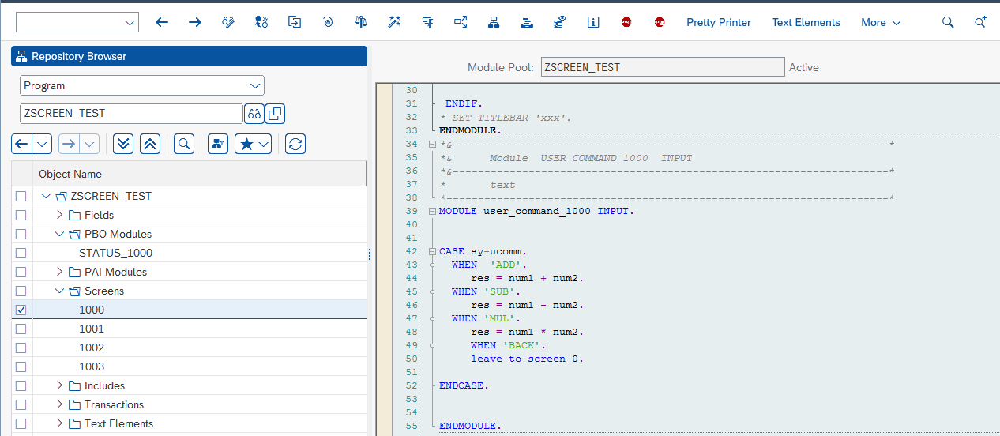 Pretty Printer Text Elements More
Repository Browser
Program
ZSCREEN_TEST
Object Name
ZSCREEN_TEST
Fields
PBO Modules
STATUS_1000
PAI Modules
Screens
1000
1001
1002
1003
Includes
Transactions
Text Elements
Module Pool: ZSCREEN_TEST Active
30
31 ENDIF.
32 * SET TITLEBAR 'xxx'.
33 ENDMODULE.
34 *&---------------------------------------------------------------------*
35 *& Module USER_COMMAND_1000 INPUT
36 *&---------------------------------------------------------------------*
37 * text
38 *----------------------------------------------------------------------*
39 MODULE user_command_1000 INPUT.
40
41
42 CASE sy-ucomm.
43 WHEN 'ADD'.
44 res = num1 + num2.
45 WHEN 'SUB'.
46 res = num1 - num2.
47 WHEN 'MUL'.
48 res = num1 * num2.
49 WHEN 'BACK'.
50 leave to screen 0.
51
52 ENDCASE.
53
54
55 ENDMODULE.